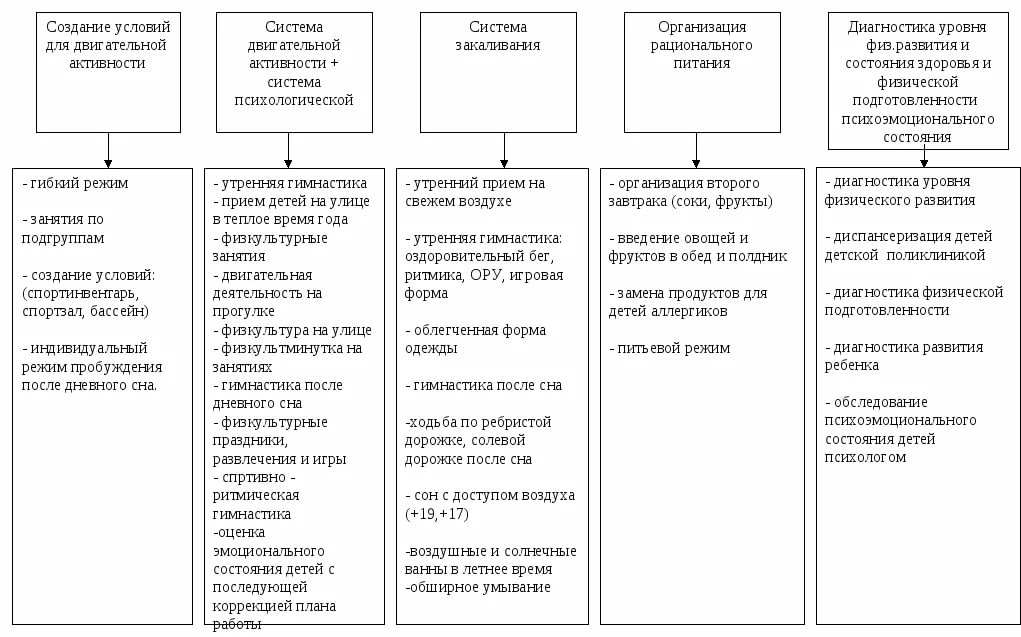 Создание условий
для двигательной
активности
Система
двигательной
активности +
система
психологической
Система
закаливания
Организация
рационального
питания
Диагностика уровня
физ.развития и
состояния здоровья и
физической
подготовленности
психоэмоционального
состояния
- гибкий режим
- занятия по
подгруппам
- создание условий:
(спортинвентарь,
спортзал, бассейн)
- индивидуальный
режим пробуждения
после дневного сна.
- утренняя гимнастика
- прием детей на улице
в теплое время года
- физкультурные
занятия
- двигательная
деятельность на
прогулке
- физкультура на улице
- физкультминутка на
занятиях
- гимнастика после
дневного сна
- физкультурные
праздники,
развлечения и игры
- спртивно -
ритмическая
гимнастика
-оценка
эмоционального
состояния детей с
последующей
коррекцией плана
работы
- утренний прием на
свежем воздухе
- утренняя гимнастика:
оздоровительный бег,
ритмика, ОРУ, игровая
форма
- облегченная форма
одежды
- гимнастика после сна
-ходьба по ребристой
дорожке, солевой
дорожке после сна
- сон с доступом воздуха
(+19,+17)
-воздушные и солнечные
ванны в летнее время
-обширное умывание
- организация второго
завтрака (соки, фрукты)
- введение овощей и
фруктов в обед и полдник
- замена продуктов для
детей аллергиков
- питьевой режим
- диагностика уровня
физического развития
- диспансеризация детей
детской поликлиникой
- диагностика физической
подготовленности
- диагностика развития
ребенка
- обследование
психоэмоционального
состояния детей
психологом